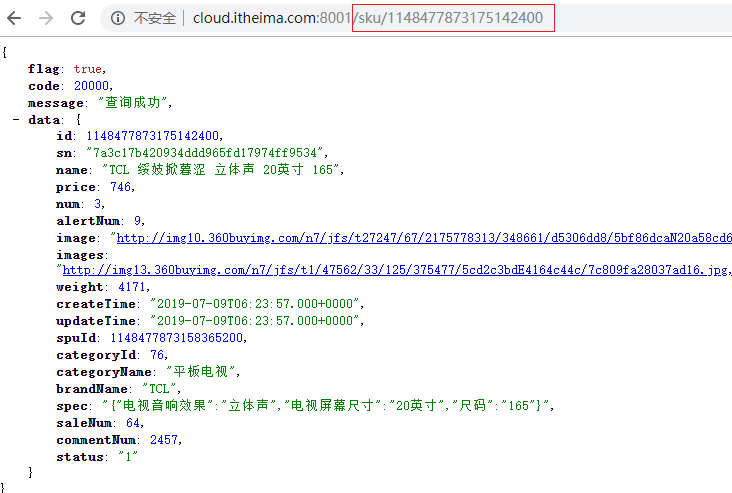 不安全 | cloud.itheima.com:8001/sku/1148477873175142400
{
flag: true,
code: 20000,
message: "查询成功",
- data: {
id: 1148477873175142400,
sn: "7a3c17b420934ddd965fd17974ff9534",
name: "TCL 绥妓掀蓦涩 立体声 20英寸 165",
price: 746,
num: 3,
alertNum: 9,
image: "http://img10.360buyimg.com/n7/jfs/t27247/67/2175778313/348661/d5306dd8/5bf86dcaN20a58cd6
images:
"http://img13.360buyimg.com/n7/jfs/t1/47562/33/125/375477/5cd2c3bdE4164c44c/7c809fa28037ad16.jpg,
weight: 4171,
createTime: "2019-07-09T06:23:57.000+0000",
updateTime: "2019-07-09T06:23:57.000+0000",
spuId: 1148477873158365200,
categoryId: 76,
categoryName: "平板电视",
brandName: "TCL",
spec: "{"电视音响效果":"立体声","电视屏幕尺寸":"20英寸","尺码":"165"}",
saleNum: 64,
commentNum: 2457,
status: "1"
}
}